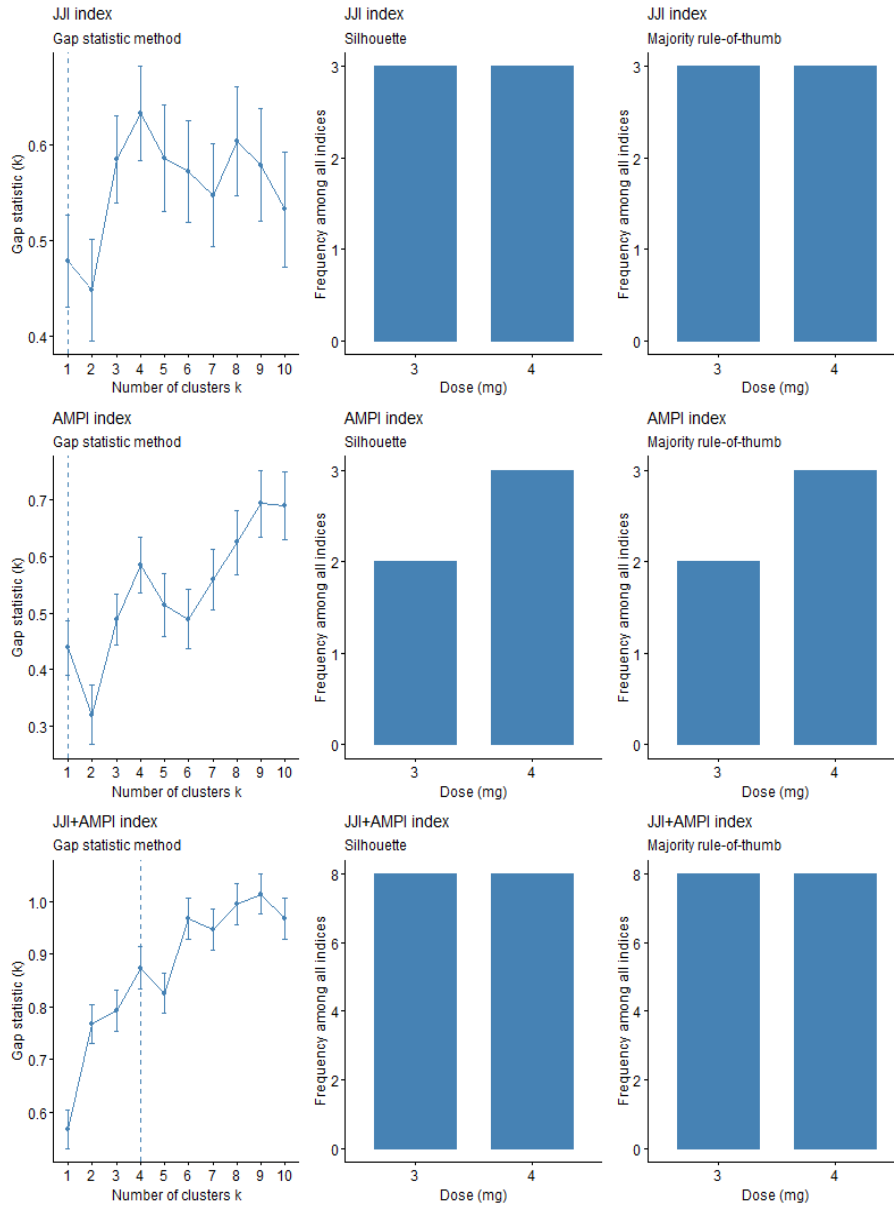 JJI index
Gap statistic method
Gap statistic (k)
0.6
0.5
0.4
1 2 3 4 5 6 7 8 9 10
Number of clusters k
JJI index
Silhouette
Frequency among all indices
3
2
1
0
3 4
Dose (mg)
JJI index
Majority rule-of-thumb
Frequency among all indices
3
2
1
0
3 4
Dose (mg)
AMPI index
Gap statistic method
Gap statistic (k)
0.7
0.6
0.5
0.4
0.3
1 2 3 4 5 6 7 8 9 10
Number of clusters k
AMPI index
Silhouette
Frequency among all indices
3
2
1
0
3 4
Dose (mg)
AMPI index
Majority rule-of-thumb
Frequency among all indices
3
2
1
0
3 4
Dose (mg)
JJI+AMPI index
Gap statistic method
Gap statistic (k)
1.0
0.9
0.8
0.7
0.6
1 2 3 4 5 6 7 8 9 10
Number of clusters k
JJI+AMPI index
Silhouette
Frequency among all indices
8
6
4
2
0
3 4
Dose (mg)
JJI+AMPI index
Majority rule-of-thumb
Frequency among all indices
8
6
4
2
0
3 4
Dose (mg)